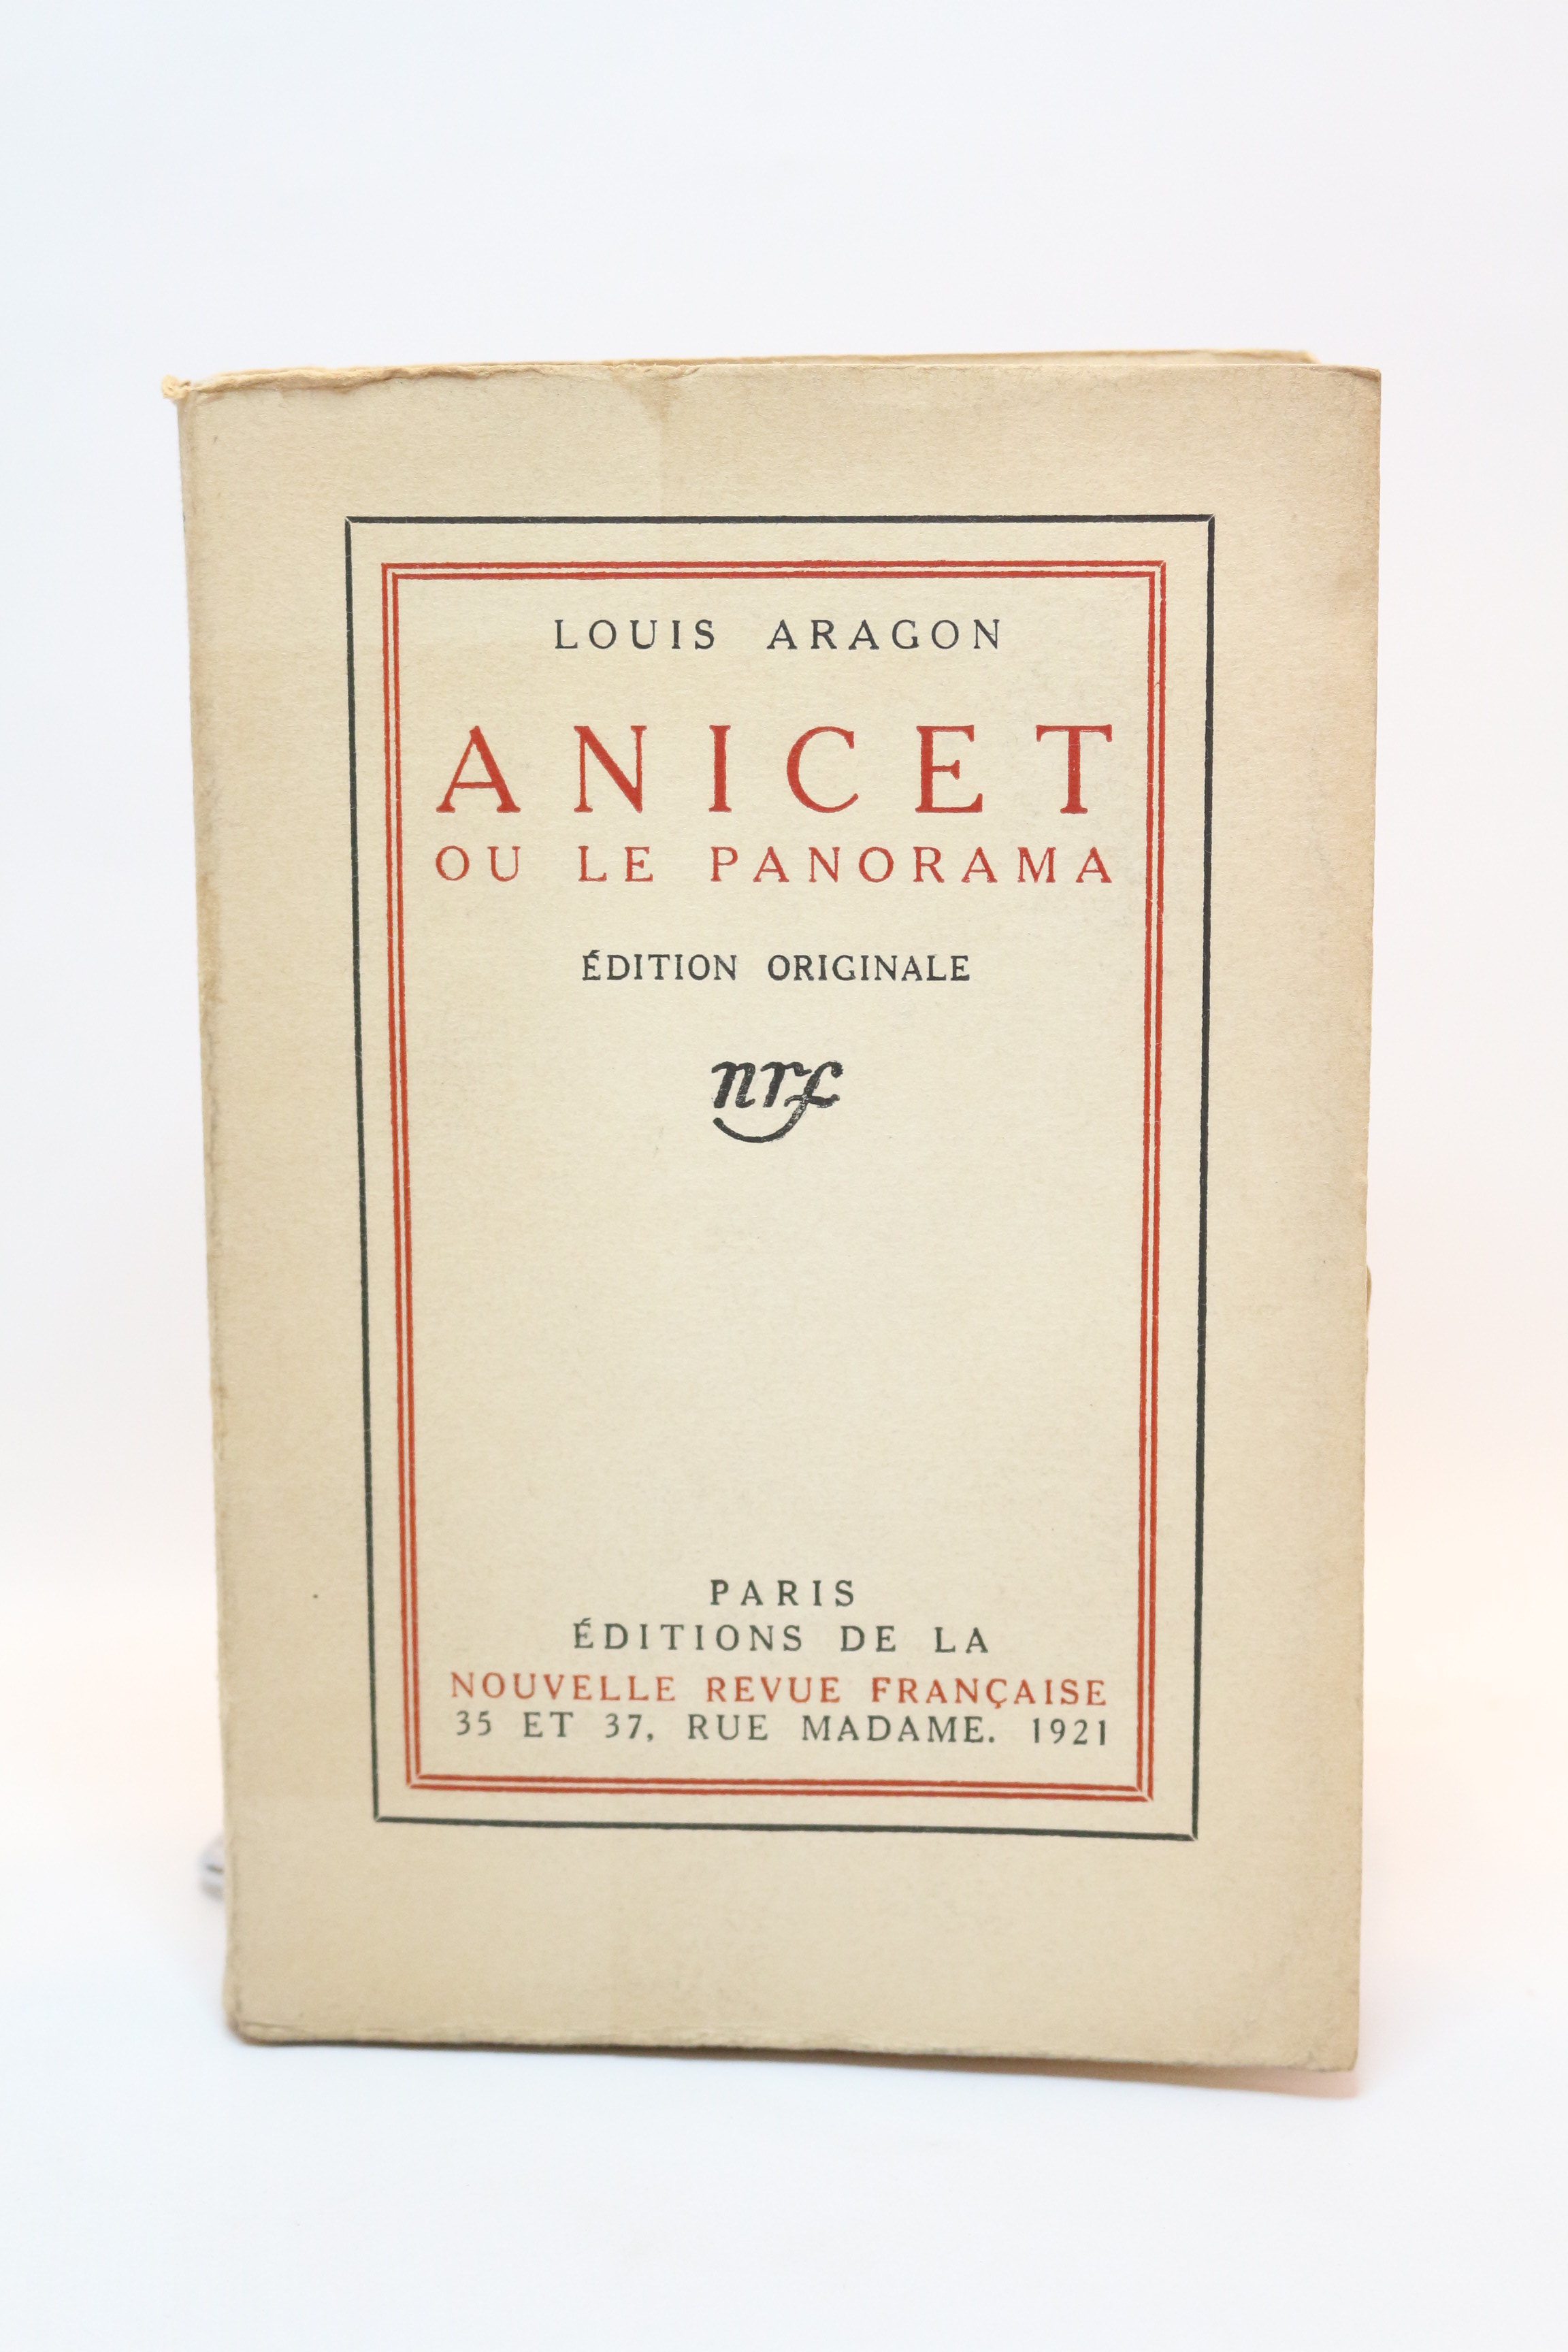 LOUIS ARAGON
ANICET
OU LE PANORAMA
ÉDITION ORIGINALE
nrf
PARIS
ÉDITIONS DE LA
NOUVELLE REVUE FRANÇAISE
35 ET 37, RUE MADAME. 1921